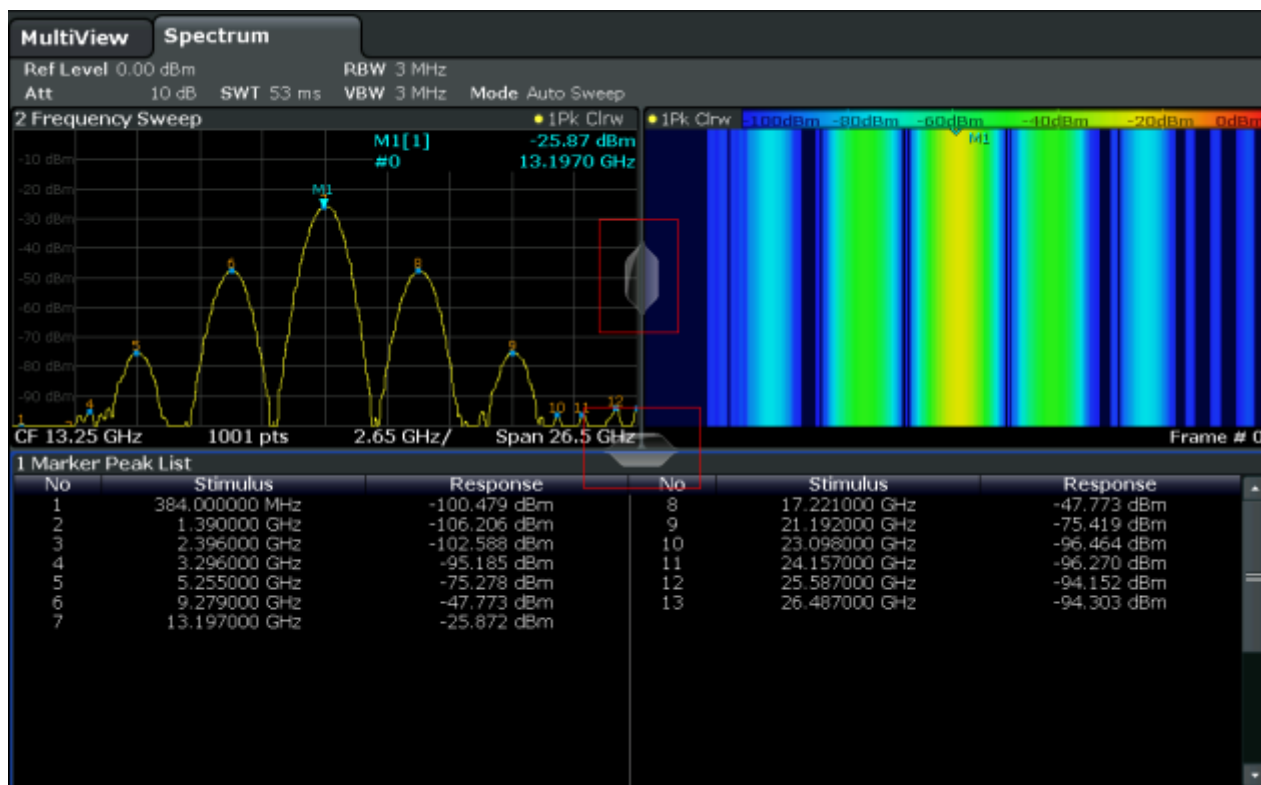 MultiView Spectrum
Ref Level 0.00 dBm RBW 3 MHz
Att 10 dB SWT 53 ms VBW 3 MHz Mode Auto Sweep
2 Frequency Sweep 1Pk Clrw
M1[1] -25.87 dBm
#0 13.1970 GHz
-10 dBm
-20 dBm
-30 dBm
-40 dBm
-50 dBm
-60 dBm
-70 dBm
-80 dBm
-90 dBm
M1
6
8
5
9
1
4
10
11
12
CF 13.25 GHz 1001 pts 2.65 GHz/ Span 26.5 GHz
1Pk Clrw -100dBm -80dBm -60dBm -40dBm -20dBm 0dBm
M1
Frame # 0
1 Marker Peak List
No Stimulus Response No Stimulus Response
1 384.000000 MHz -100.479 dBm 8 17.221000 GHz -47.773 dBm
2 1.390000 GHz -106.206 dBm 9 21.192000 GHz -75.419 dBm
3 2.396000 GHz -102.588 dBm 10 23.098000 GHz -96.464 dBm
4 3.296000 GHz -95.185 dBm 11 24.157000 GHz -96.270 dBm
5 5.255000 GHz -75.278 dBm 12 25.587000 GHz -94.152 dBm
6 9.279000 GHz -47.773 dBm 13 26.487000 GHz -94.303 dBm
7 13.197000 GHz -25.872 dBm